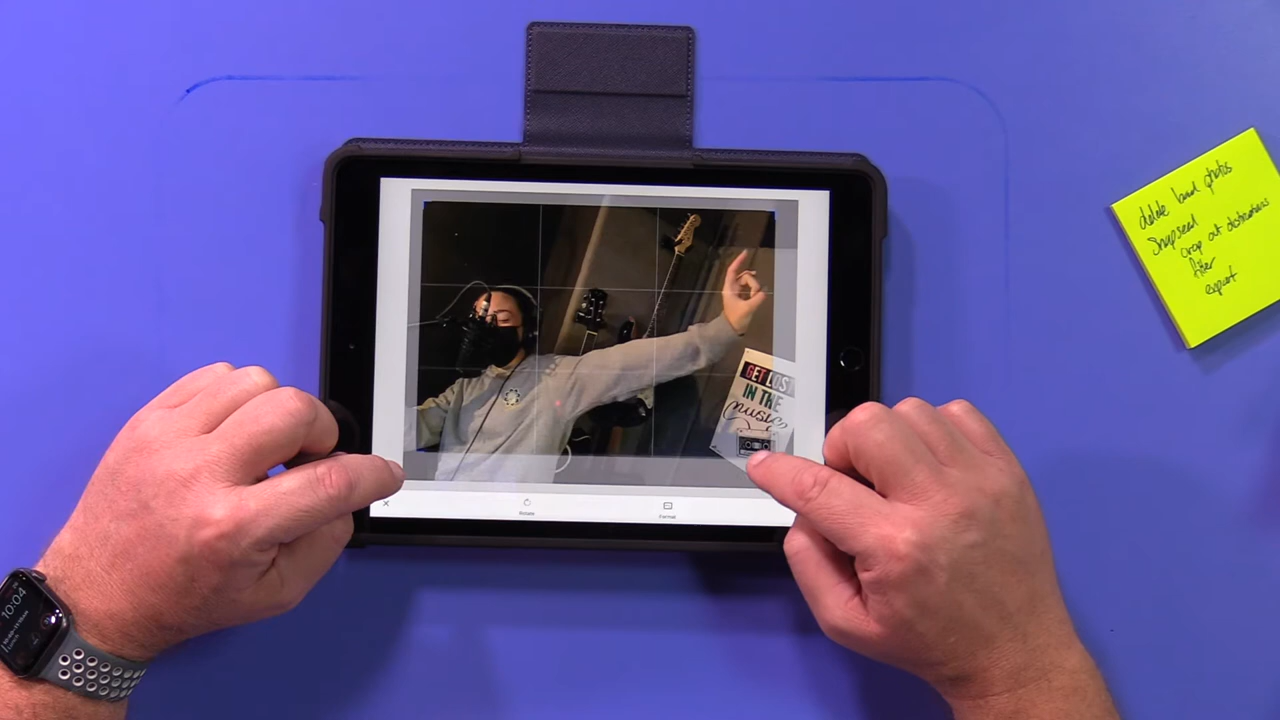 delete bad photos
Snapseed
crop out distractions
filter
export
GET LOST
IN THE
music
Rotate
Format
10:04